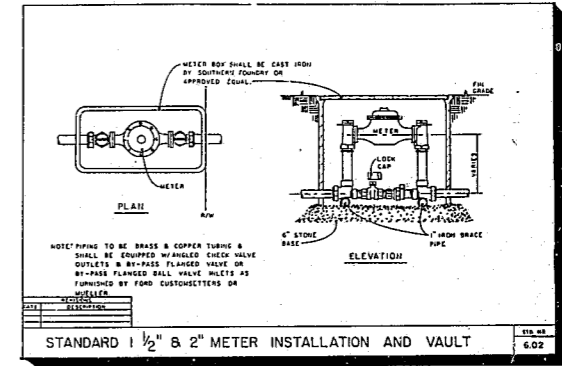 METER BOX SHALL BE CAST IRON
BY SOUTHERN FOUNDRY OR
APPROVED EQUAL.
FIN
GRADE
METER
LOCK
CAP
VARIES
METER
PLAN
R/W
6" STONE
BASE
1" IRON BRACE
PIPE
ELEVATION
NOTE: PIPING TO BE BRASS & COPPER TUBING &
SHALL BE EQUIPPED W/ANGLED CHECK VALVE
OUTLETS & BY-PASS FLANGED VALVE OR
BY-PASS FLANGED BALL VALVE INLETS AS
FURNISHED BY FORD CUSTOMSETTERS OR
MUELLER.
REVISIONS
DATE DESCRIPTION
STANDARD 1 1/2" & 2" METER INSTALLATION AND VAULT
STD. NO.
6.02